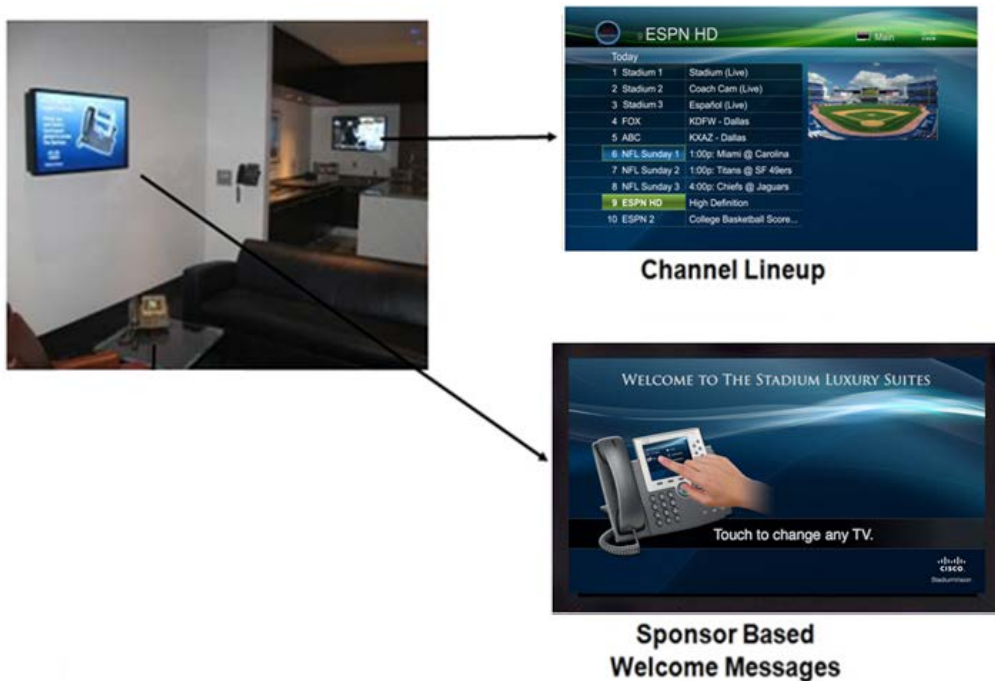 9 ESPN HD
Main
Today
1 Stadium 1 Stadium (Live)
2 Stadium 2 Coach Cam (Live)
3 Stadium 3 Español (Live)
4 FOX KDFW - Dallas
5 ABC KXAZ - Dallas
6 NFL Sunday 1 1:00p: Miami @ Carolina
7 NFL Sunday 2 1:00p: Titans @ SF 49ers
8 NFL Sunday 3 4:00p: Chiefs @ Jaguars
9 ESPN HD High Definition
10 ESPN 2 College Basketball Score...
Channel Lineup
WELCOME TO THE STADIUM LUXURY SUITES
Touch to change any TV.
CISCO
StadiumVision
Sponsor Based
Welcome Messages